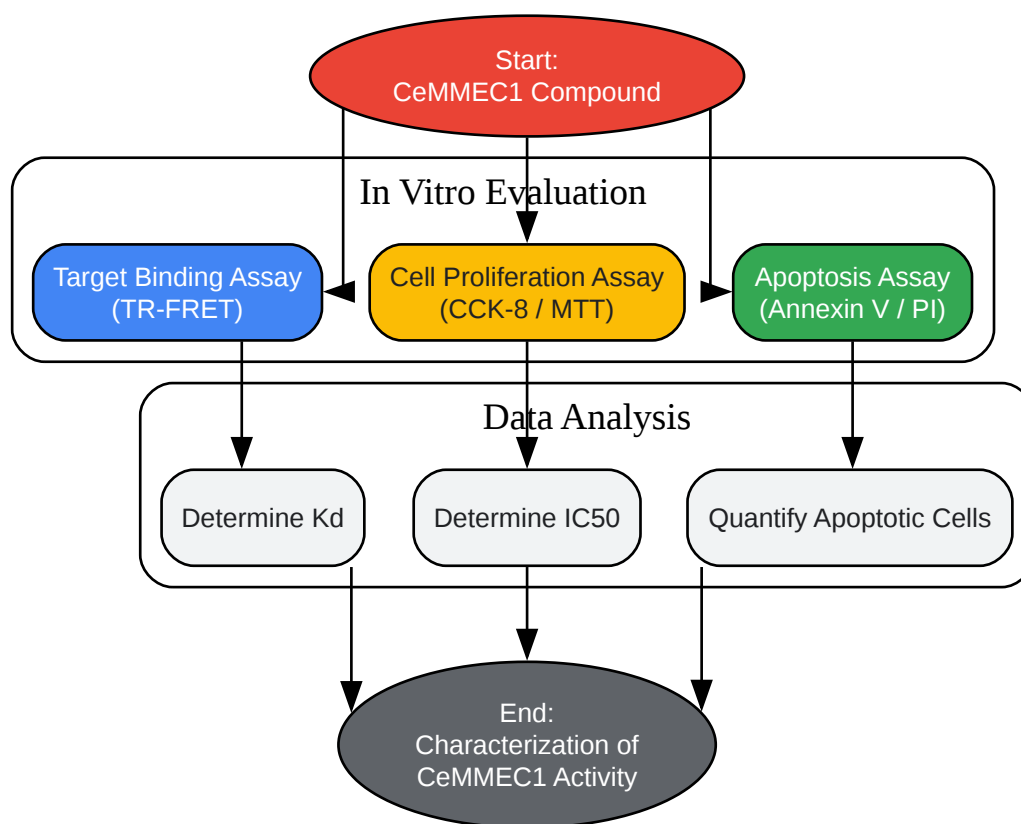 Start:
CeMMEC1 Compound
In Vitro Evaluation
Target Binding Assay
(TR-FRET)
Cell Proliferation Assay
(CCK-8 / MTT)
Apoptosis Assay
(Annexin V / PI)
Data Analysis
Determine Kd
Determine IC50
Quantify Apoptotic Cells
End:
Characterization of
CeMMEC1 Activity